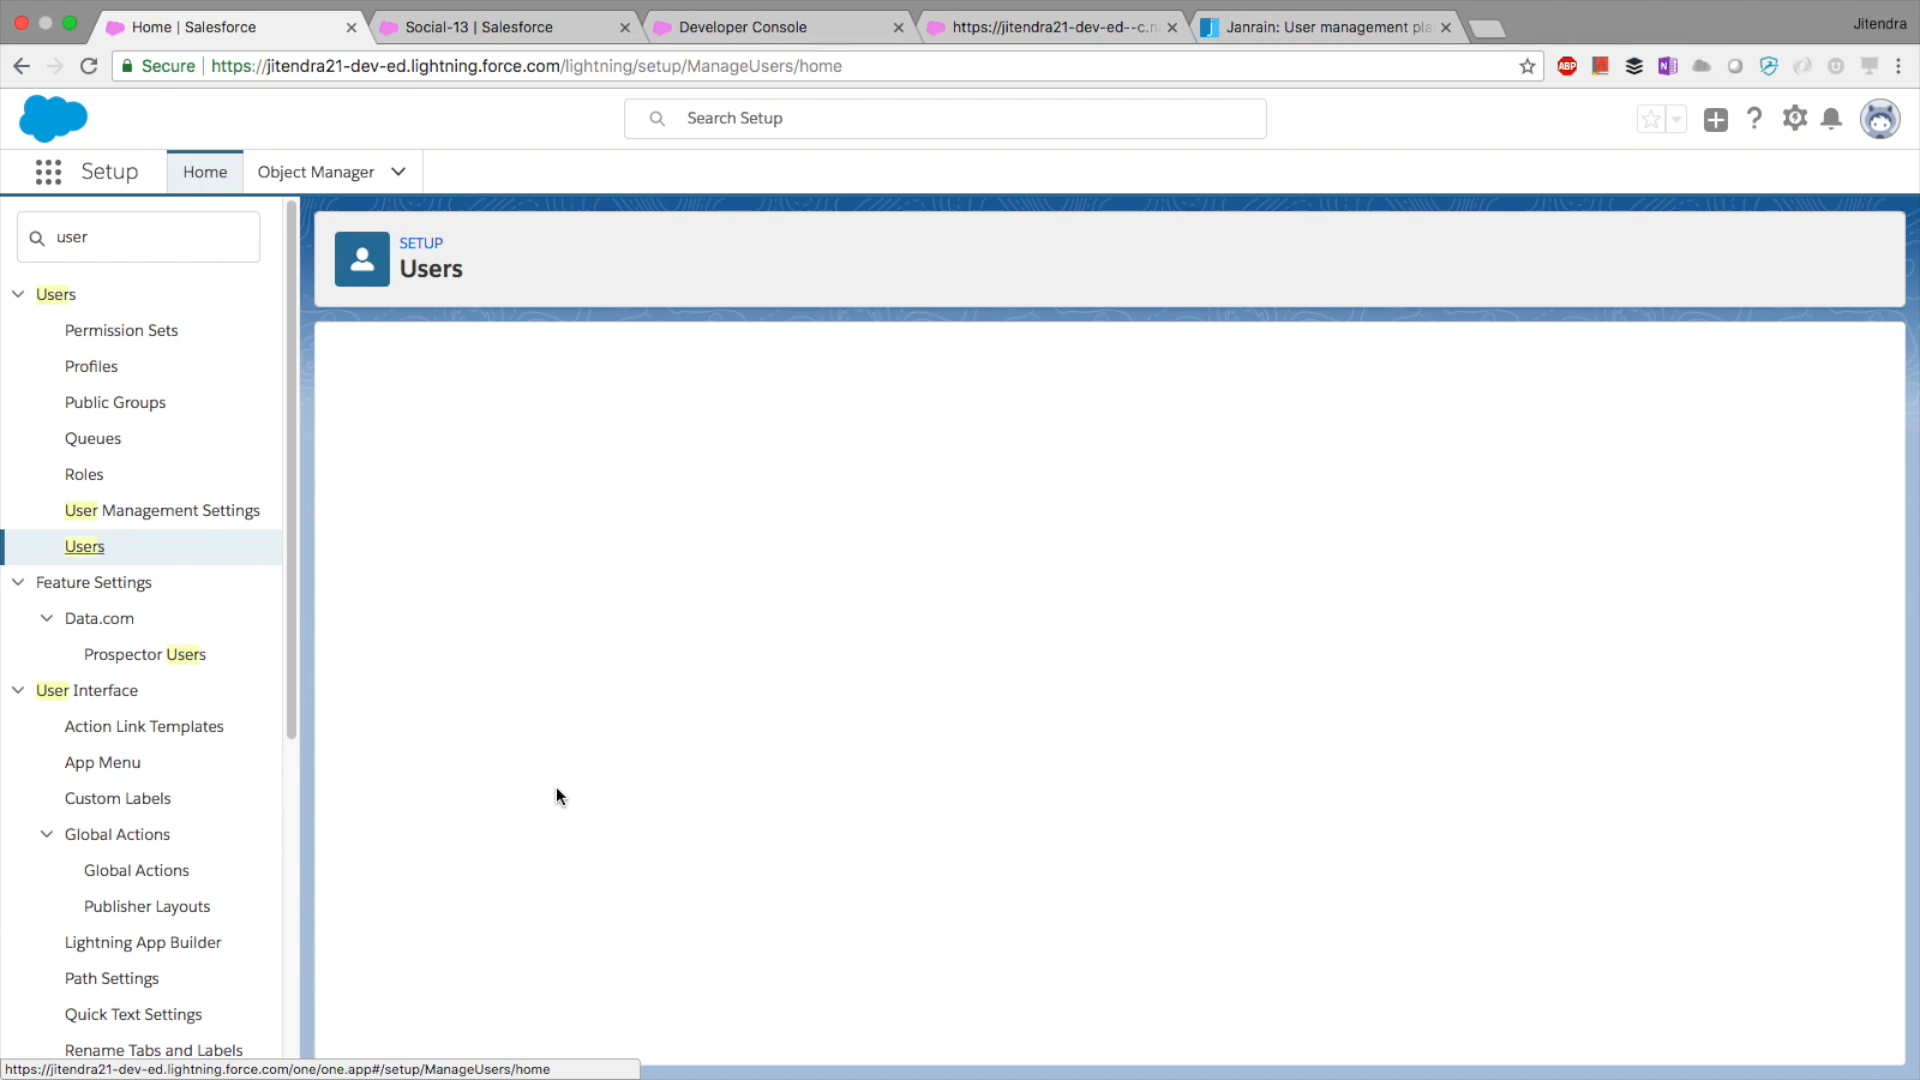 Home | Salesforce
Social-13 | Salesforce
Developer Console
https://jitendra21-dev-ed--c.n
Janrain: User management pla
Jitendra
Secure
https://jitendra21-dev-ed.lightning.force.com/lightning/setup/ManageUsers/home
ABP
Search Setup
Setup
Home
Object Manager
user
SETUP
Users
Users
Permission Sets
Profiles
Public Groups
Queues
Roles
User Management Settings
Users
Feature Settings
Data.com
Prospector Users
User Interface
Action Link Templates
App Menu
Custom Labels
Global Actions
Global Actions
Publisher Layouts
Lightning App Builder
Path Settings
Quick Text Settings
Rename Tabs and Labels
https://jitendra21-dev-ed.lightning.force.com/one/one.app#/setup/ManageUsers/home